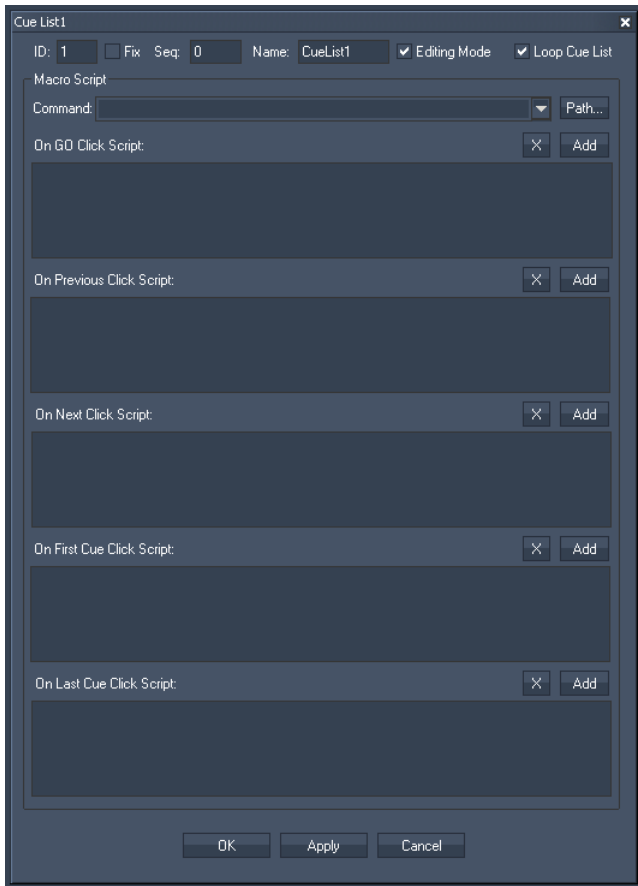 Cue List1
ID: 1 Fix Seq: 0 Name: CueList1 Editing Mode Loop Cue List
Macro Script
Command: Path...
On GO Click Script: X Add
On Previous Click Script: X Add
On Next Click Script: X Add
On First Cue Click Script: X Add
On Last Cue Click Script: X Add
OK Apply Cancel